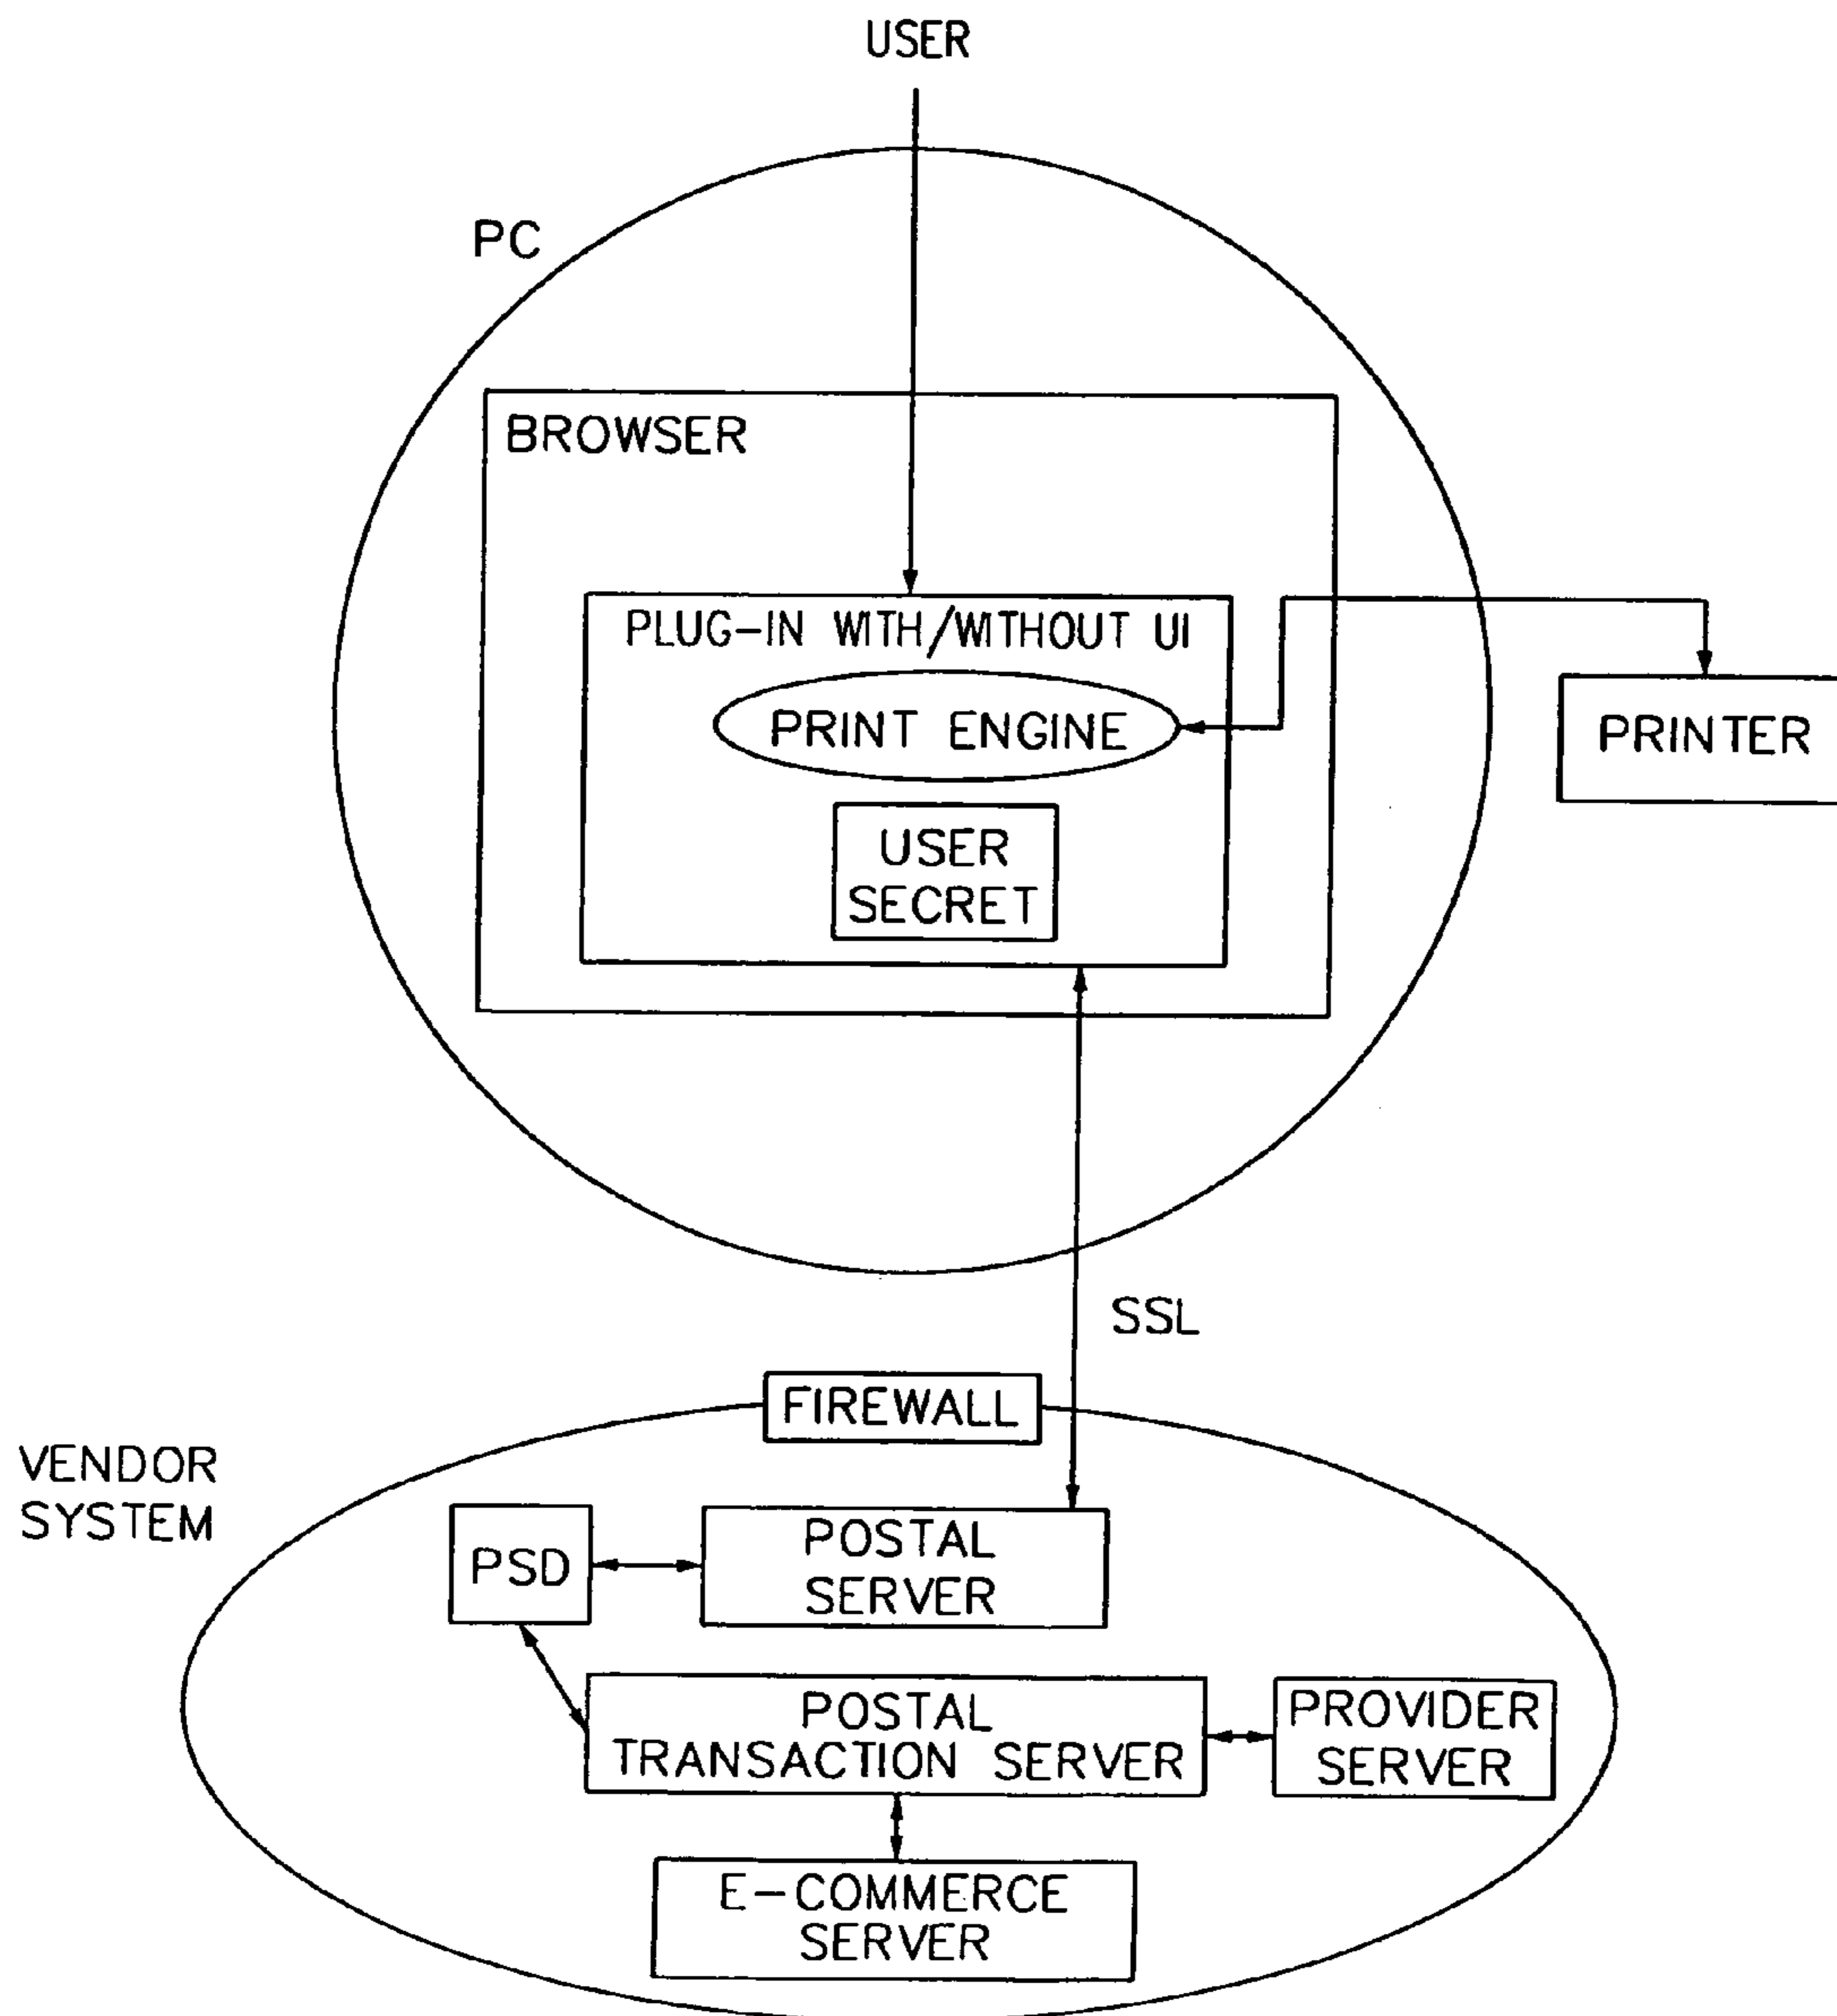 USER
PC
BROWSER
PLUG-IN WITH/WITHOUT UI
PRINT ENGINE
PRINTER
USER
SECRET
SSL
FIREWALL
VENDOR
SYSTEM
PSD
POSTAL
SERVER
POSTAL
TRANSACTION SERVER
PROVIDER
SERVER
E-COMMERCE
SERVER